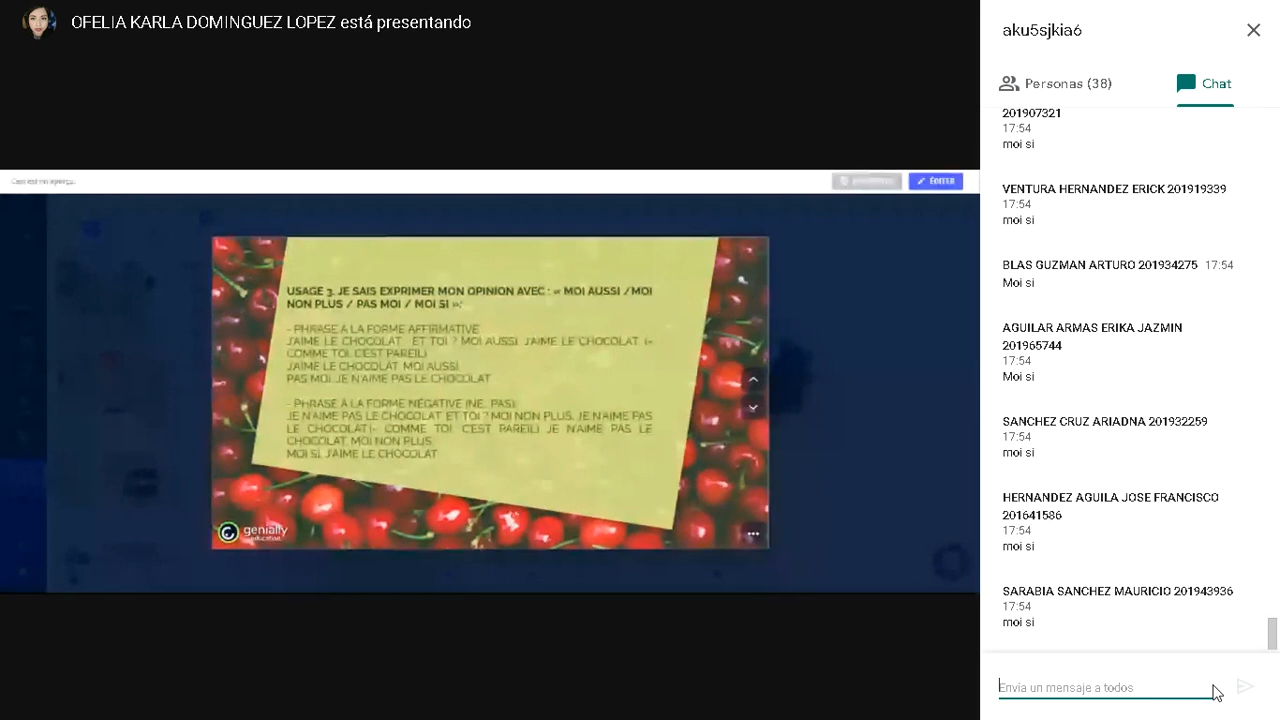 OFELIA KARLA DOMINGUEZ LOPEZ está presentando
ÉDITER
USAGE 3. JE SAIS EXPRIMER MON OPINION AVEC : « MOI AUSSI / MOI
NON PLUS / PAS MOI / MOI SI »:
- PHRASE À LA FORME AFFIRMATIVE
J'AIME LE CHOCOLAT ET TOI ? MOI AUSSI, J'AIME LE CHOCOLAT (=
COMME TOI, C'EST PAREIL)
J'AIME LE CHOCOLAT. MOI AUSSI.
PAS MOI, JE N'AIME PAS LE CHOCOLAT
- PHRASE À LA FORME NÉGATIVE (NE, PAS):
JE N'AIME PAS LE CHOCOLAT ET TOI ? MOI NON PLUS, JE N'AIME PAS
LE CHOCOLAT(= COMME TOI, C'EST PAREIL) JE N'AIME PAS LE
CHOCOLAT. MOI NON PLUS.
MOI SI, J'AIME LE CHOCOLAT
genially
aku5sjkia6
Personas (38)
Chat
201907321
17:54
moi si
VENTURA HERNANDEZ ERICK 201919339
17:54
moi si
BLAS GUZMAN ARTURO 201934275 17:54
Moi si
AGUILAR ARMAS ERIKA JAZMIN
201965744
17:54
Moi si
SANCHEZ CRUZ ARIADNA 201932259
17:54
moi si
HERNANDEZ AGUILA JOSE FRANCISCO
201641586
17:54
moi si
SARABIA SANCHEZ MAURICIO 201943936
17:54
moi si
Envía un mensaje a todos